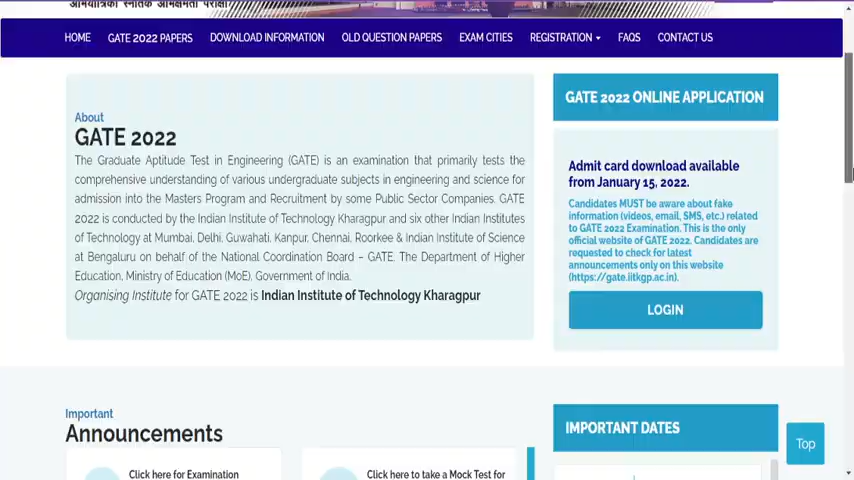 HOME GATE 2022 PAPERS DOWNLOAD INFORMATION OLD QUESTION PAPERS EXAM CITIES REGISTRATION FAQS CONTACT US
About
GATE 2022
The Graduate Aptitude Test in Engineering (GATE) is an examination that primarily tests the
comprehensive understanding of various undergraduate subjects in engineering and science for
admission into the Masters Program and Recruitment by some Public Sector Companies. GATE
2022 is conducted by the Indian Institute of Technology Kharagpur and six other Indian Institutes
of Technology at Mumbai, Delhi, Guwahati, Kanpur, Chennai, Roorkee & Indian Institute of Science
at Bengaluru on behalf of the National Coordination Board – GATE, The Department of Higher
Education, Ministry of Education (MoE), Government of India.
Organising Institute for GATE 2022 is Indian Institute of Technology Kharagpur
GATE 2022 ONLINE APPLICATION
Admit card download available
from January 15, 2022.
Candidates MUST be aware about fake
information (videos, email, SMS, etc.) related
to GATE 2022 Examination. This is the only
official website of GATE 2022. Candidates are
requested to check for latest
announcements only on this website
(https://gate.iitkgp.ac.in).
LOGIN
Important
Announcements
Click here for Examination
Click here to take a Mock Test for
IMPORTANT DATES
Top